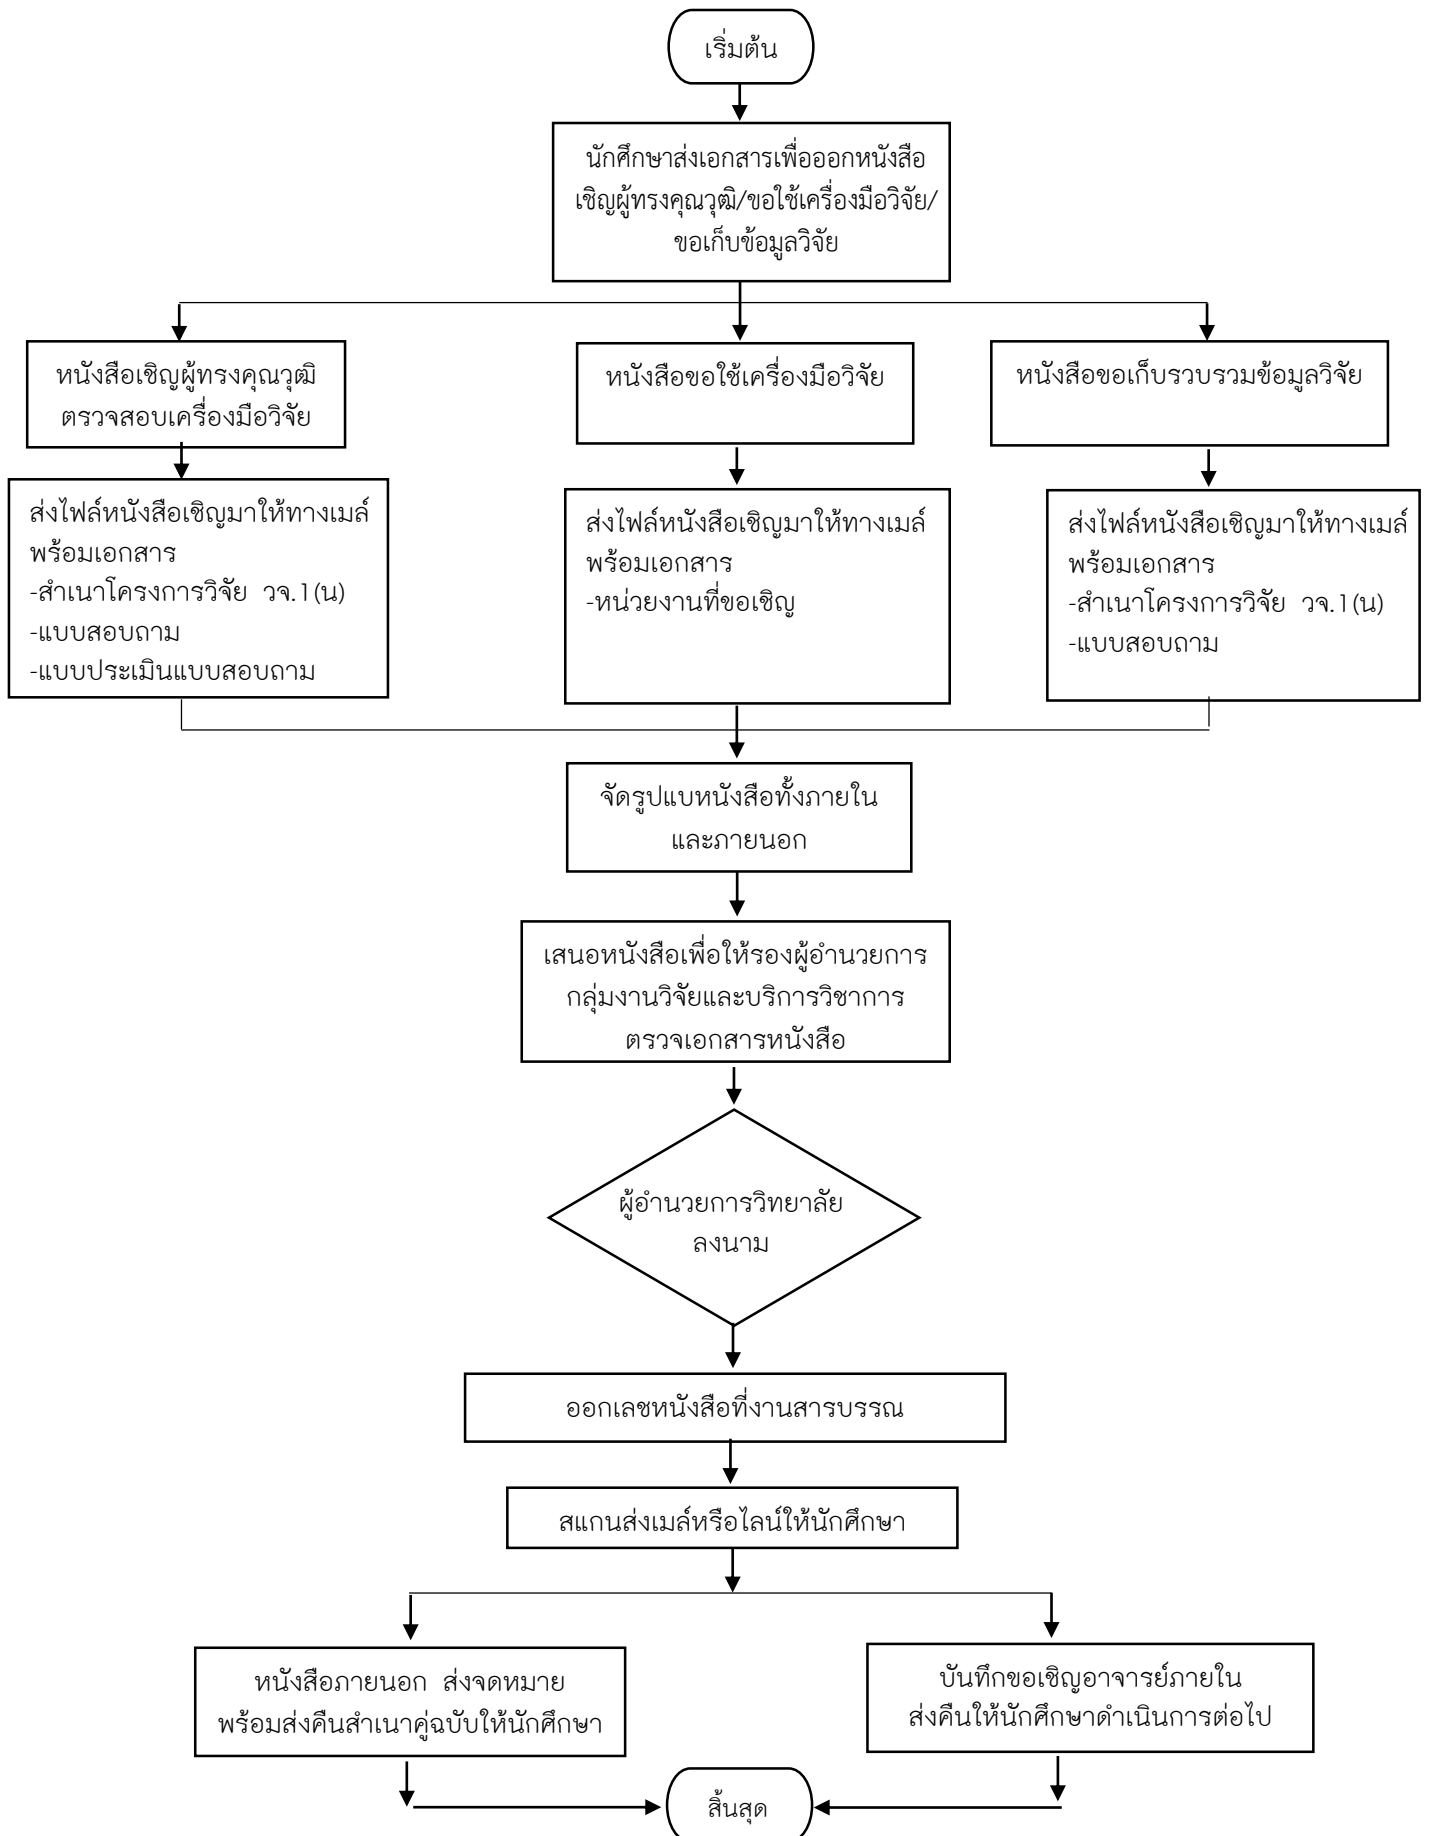 เริ่มต้น
นักศึกษาส่งเอกสารเพื่อออกหนังสือ
เชิญผู้ทรงคุณวุฒิ/ขอใช้เครื่องมือวิจัย/
ขอเก็บข้อมูลวิจัย
หนังสือเชิญผู้ทรงคุณวุฒิ
ตรวจสอบเครื่องมือวิจัย
หนังสือขอใช้เครื่องมือวิจัย
หนังสือขอเก็บรวบรวมข้อมูลวิจัย
ส่งไฟล์หนังสือเชิญมาให้ทางเมล์
พร้อมเอกสาร
-สำเนาโครงการวิจัย วจ.1(น)
-แบบสอบถาม
-แบบประเมินแบบสอบถาม
ส่งไฟล์หนังสือเชิญมาให้ทางเมล์
พร้อมเอกสาร
-หน่วยงานที่ขอเชิญ
ส่งไฟล์หนังสือเชิญมาให้ทางเมล์
พร้อมเอกสาร
-สำเนาโครงการวิจัย วจ.1(น)
-แบบสอบถาม
จัดรูปแบหนังสือทั้งภายใน
และภายนอก
เสนอหนังสือเพื่อให้รองผู้อำนวยการ
กลุ่มงานวิจัยและบริการวิชาการ
ตรวจเอกสารหนังสือ
ผู้อำนวยการวิทยาลัย
ลงนาม
ออกเลชหนังสือที่งานสารบรรณ
สแกนส่งเมล์หรือไลน์ให้นักศึกษา
หนังสือภายนอก ส่งจดหมาย
พร้อมส่งคืนสำเนาคู่ฉบับให้นักศึกษา
บันทึกขอเชิญอาจารย์ภายใน
ส่งคืนให้นักศึกษาดำเนินการต่อไป
สิ้นสุด